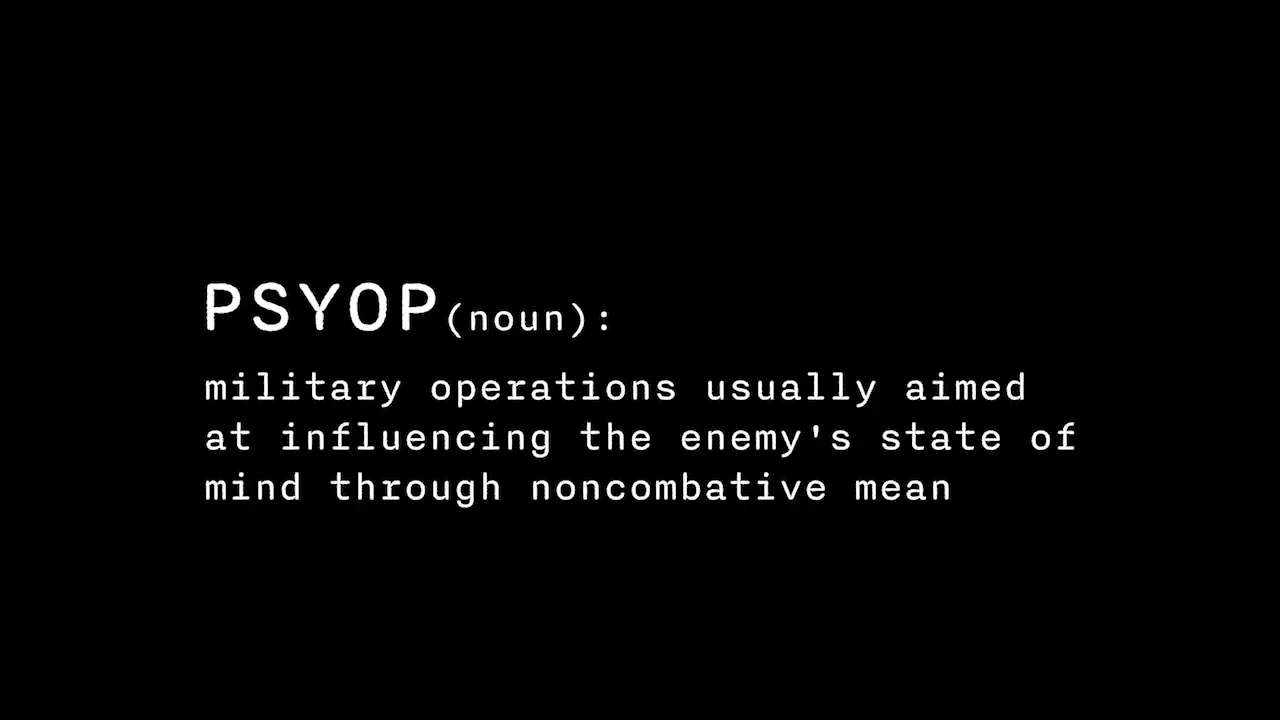 PSYOP(noun):
military operations usually aimed
at influencing the enemy's state of
mind through noncombative mean